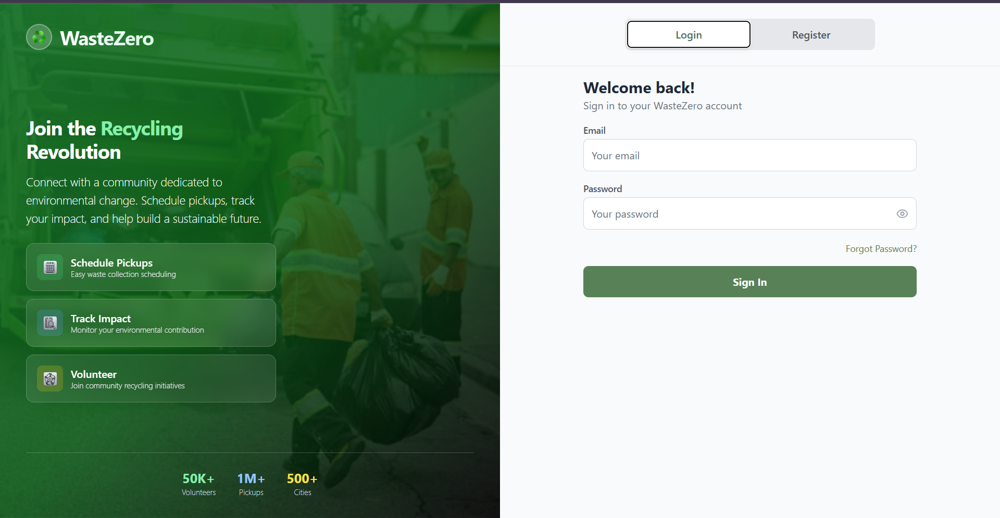 WasteZero
Join the Recycling
Revolution
Connect with a community dedicated to
environmental change. Schedule pickups, track
your impact, and help build a sustainable future.
Schedule Pickups
Easy waste collection scheduling
Track Impact
Monitor your environmental contribution
Volunteer
Join community recycling initiatives
50K+
Volunteers
1M+
Pickups
500+
Cities
Login
Register
Welcome back!
Sign in to your WasteZero account
Email
Your email
Password
Your password
Forgot Password?
Sign In